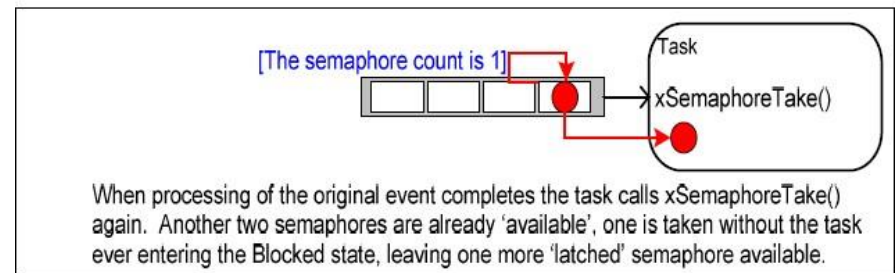 Task
[The semaphore count is 1]
xSemaphoreTake()
When processing of the original event completes the task calls xSemaphoreTake()
again. Another two semaphores are already ‘available’, one is taken without the task
ever entering the Blocked state, leaving one more ‘latched’ semaphore available.